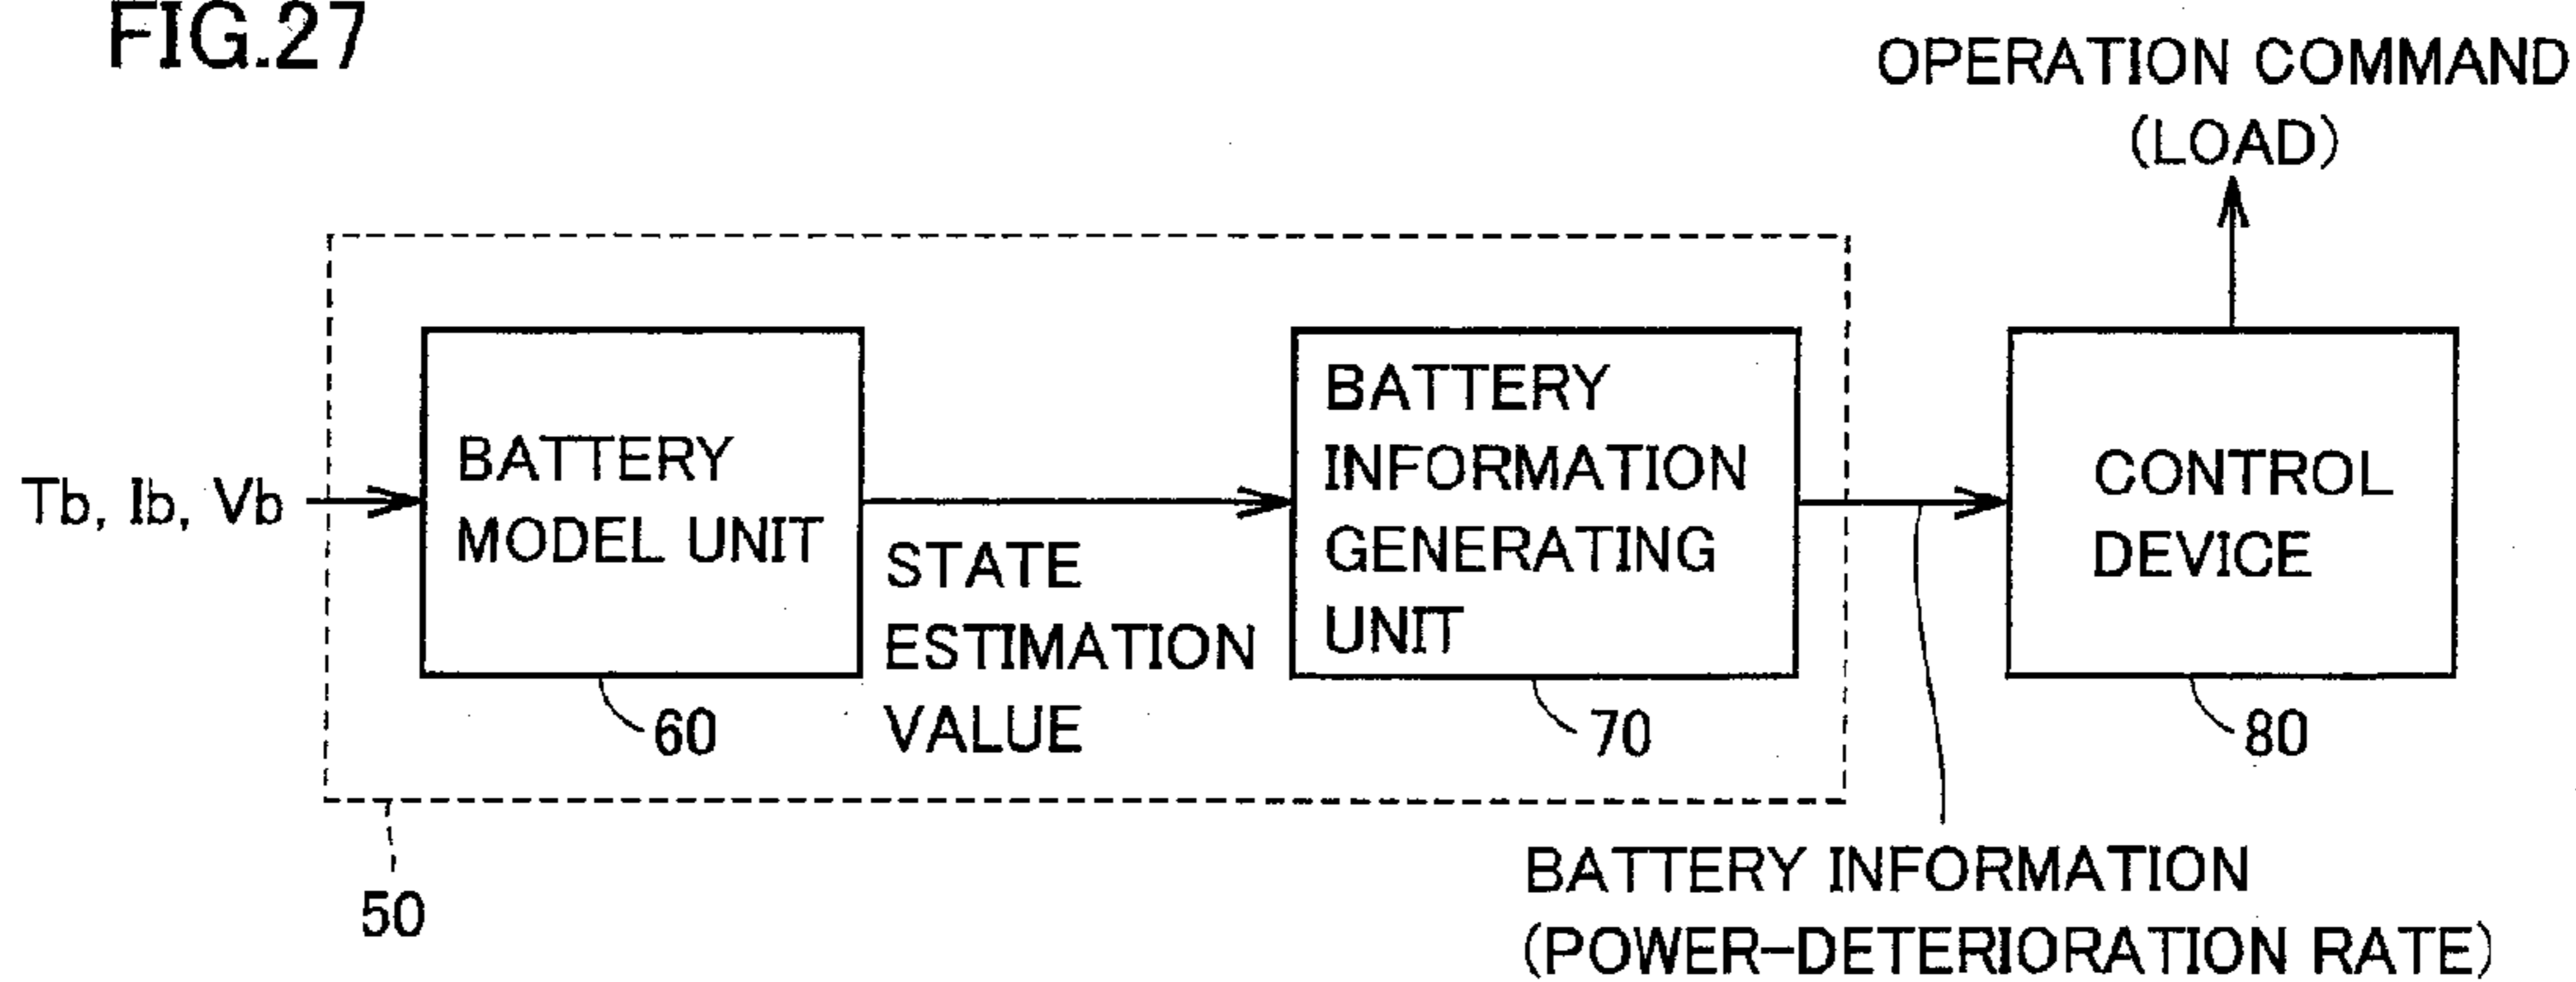 FIG.27
OPERATION COMMAND
(LOAD)
Tb, Ib, Vb
BATTERY
MODEL UNIT
60
STATE
ESTIMATION
VALUE
BATTERY
INFORMATION
GENERATING
UNIT
70
CONTROL
DEVICE
80
50
BATTERY INFORMATION
(POWER-DETERIORATION RATE)